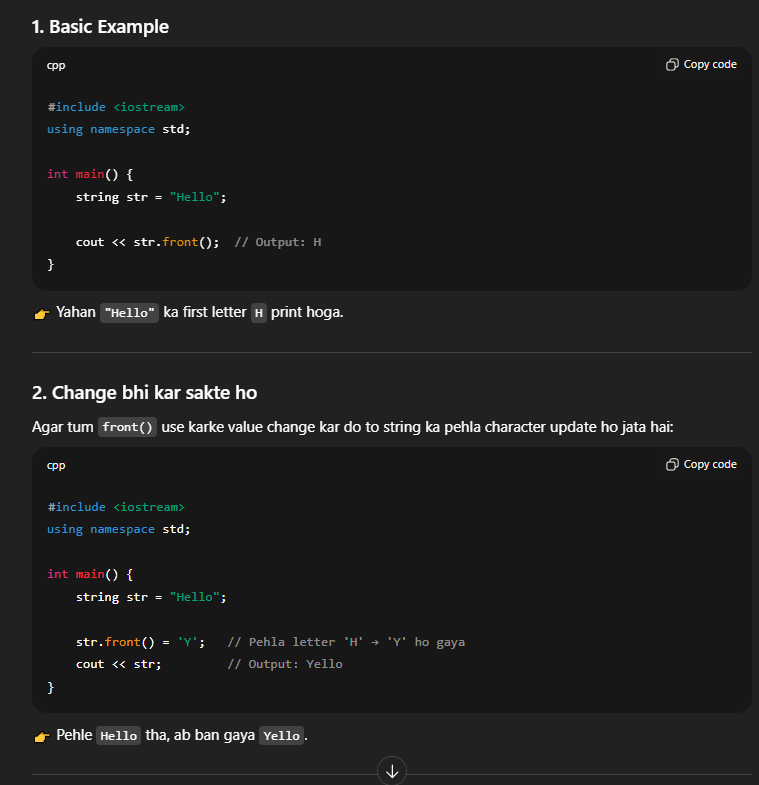 1. Basic Example
cpp
Copy code
#include <iostream>
using namespace std;
int main() {
    string str = "Hello";
    cout << str.front();  // Output: H
}
👉 Yahan "Hello" ka first letter H print hoga.
2. Change bhi kar sakte ho
Agar tum front() use karke value change kar do to string ka pehla character update ho jata hai:
cpp
Copy code
#include <iostream>
using namespace std;
int main() {
    string str = "Hello";
    str.front() = 'Y';   // Pehla letter 'H' → 'Y' ho gaya
    cout << str;         // Output: Yello
}
👉 Pehle Hello tha, ab ban gaya Yello.